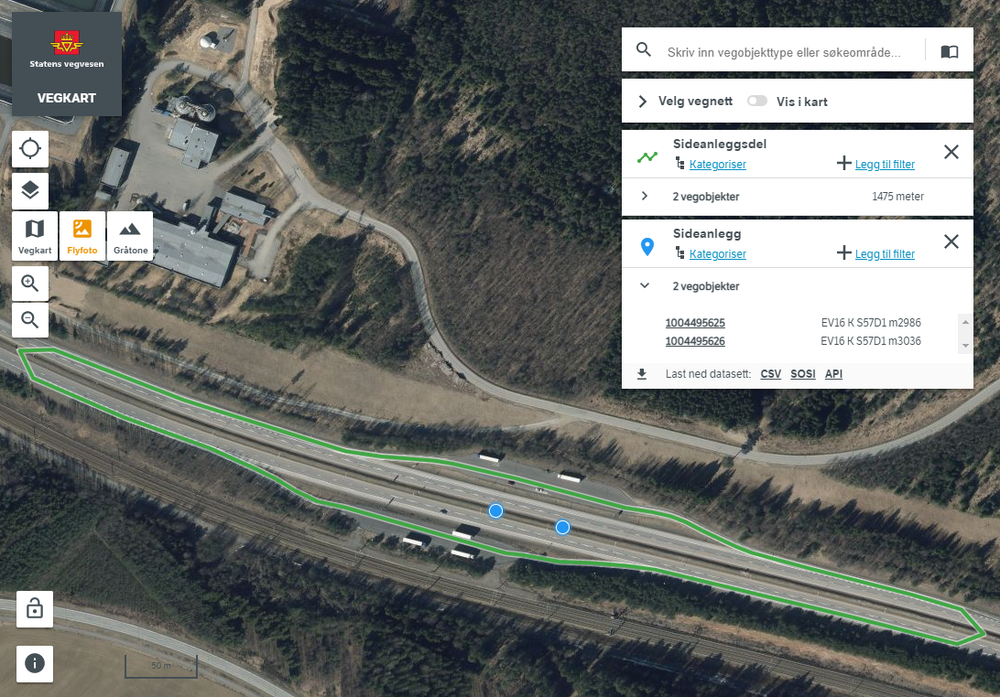 Statens vegvesen
VEGKART
Vegkart
Flyfoto
Gråtone
Skriv inn vegobjekttype eller søkeområde...
Velg vegnett
Vis i kart
Sideanleggsdel
Kategoriser
Legg til filter
2 vegobjekter
1475 meter
Sideanlegg
Kategoriser
Legg til filter
2 vegobjekter
1004495625 EV16 K S57D1 m2986
1004495626 EV16 K S57D1 m3036
Last ned datasett: CSV SOSI API
50 m